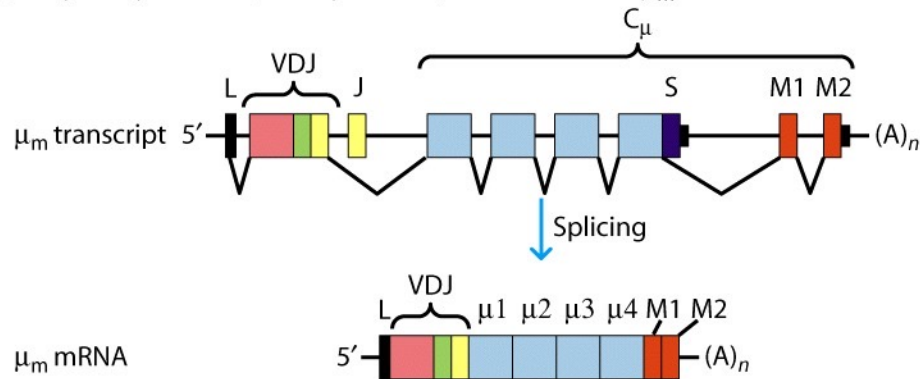 Cμ
VDJ
L J S M1 M2
μm transcript 5′ (A)n
Splicing
VDJ
L μ1 μ2 μ3 μ4 M1 M2
μm mRNA 5′ (A)n